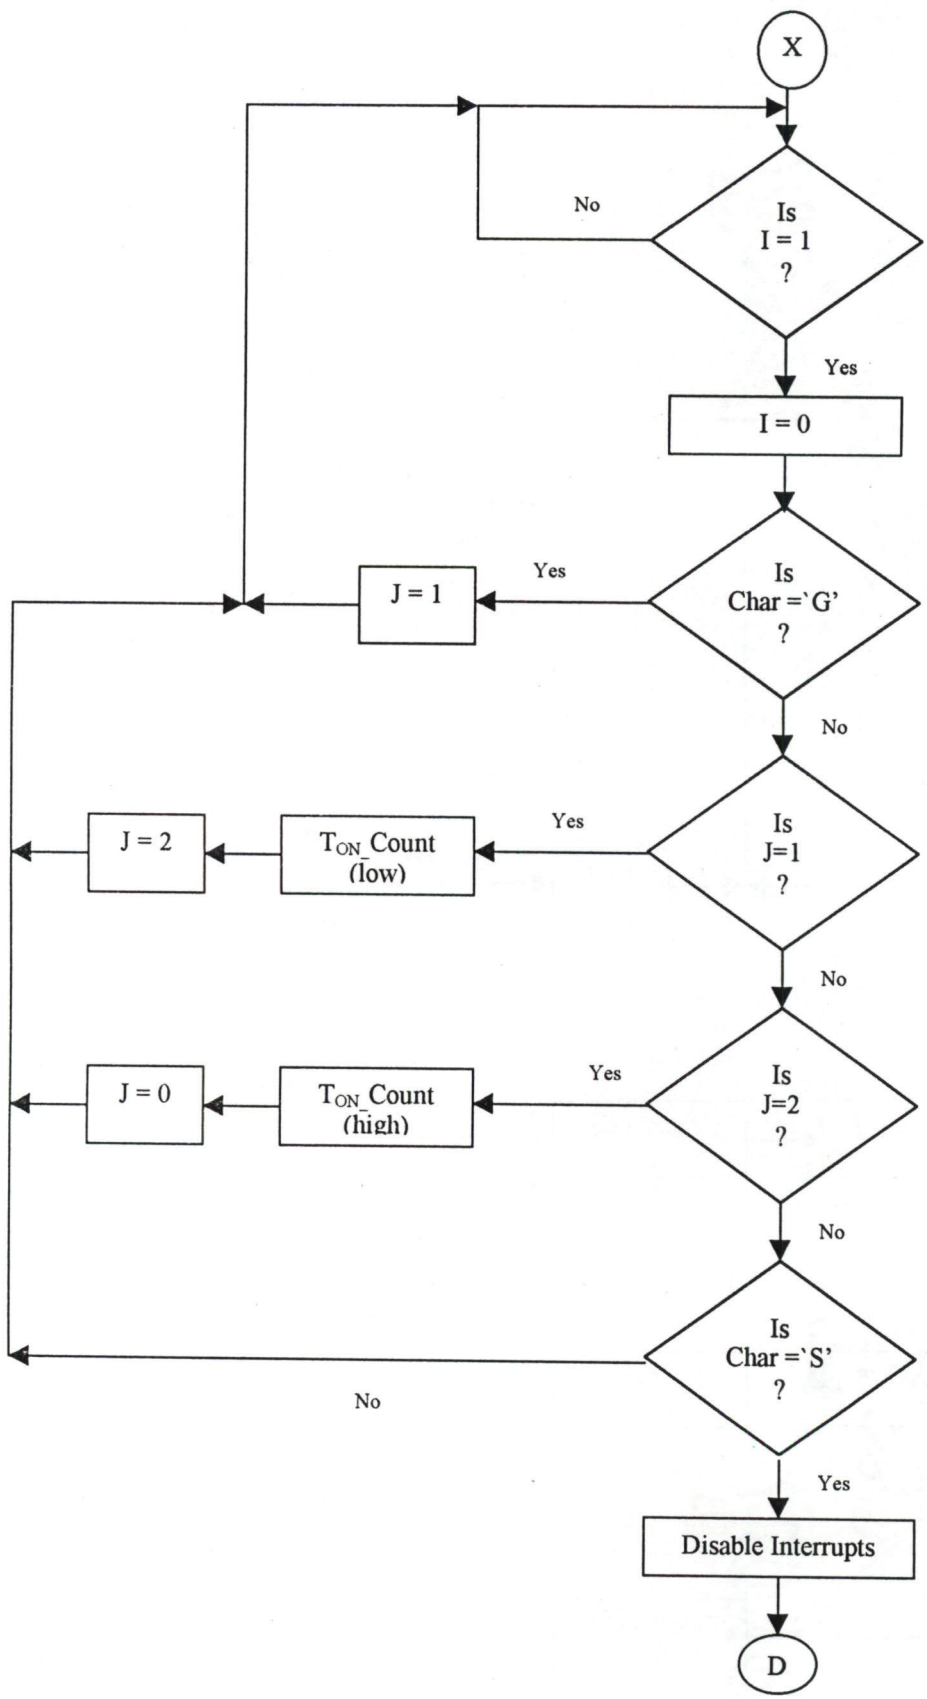 X
No
Is
I = 1
?
Yes
I = 0
Yes
Is
Char =`G'
?
J = 1
No
J = 2
TON_Count
(low)
Yes
Is
J=1
?
No
J = 0
TON_Count
(high)
Yes
Is
J=2
?
No
Is
Char =`S'
?
No
Yes
Disable Interrupts
D